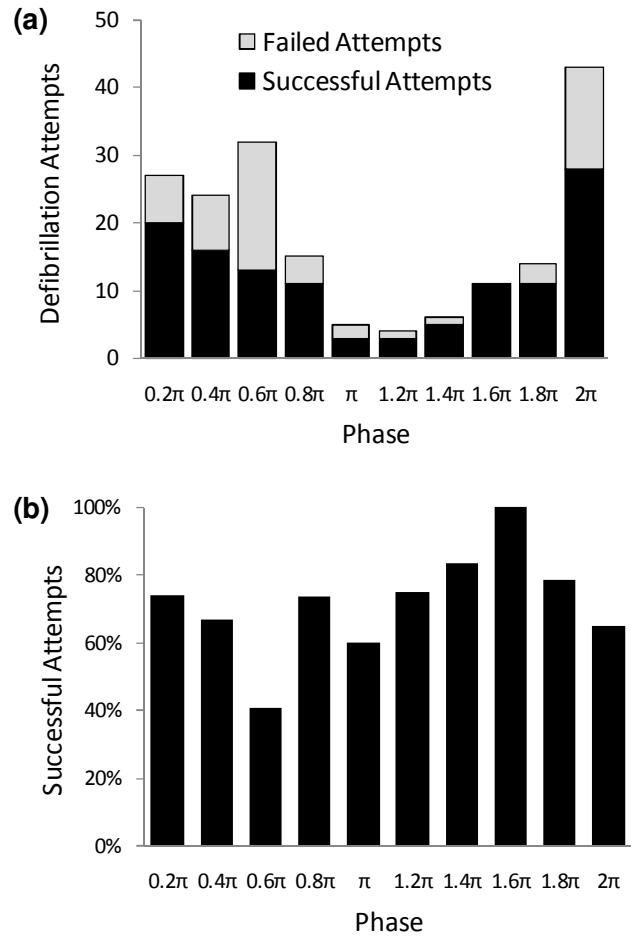 (a)
50
40
30
20
10
0
Failed Attempts
Successful Attempts
Defibrillation Attempts
0.2π 0.4π 0.6π 0.8π π 1.2π 1.4π 1.6π 1.8π 2π
Phase
(b)
100%
80%
60%
40%
20%
0%
Successful Attempts
0.2π 0.4π 0.6π 0.8π π 1.2π 1.4π 1.6π 1.8π 2π
Phase